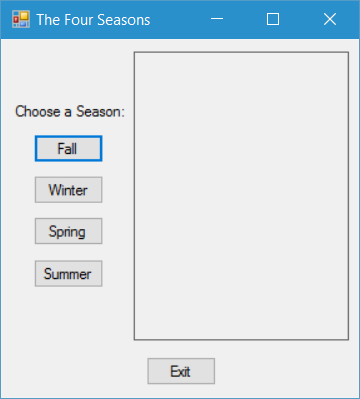 The Four Seasons
Choose a Season:
Fall
Winter
Spring
Summer
Exit